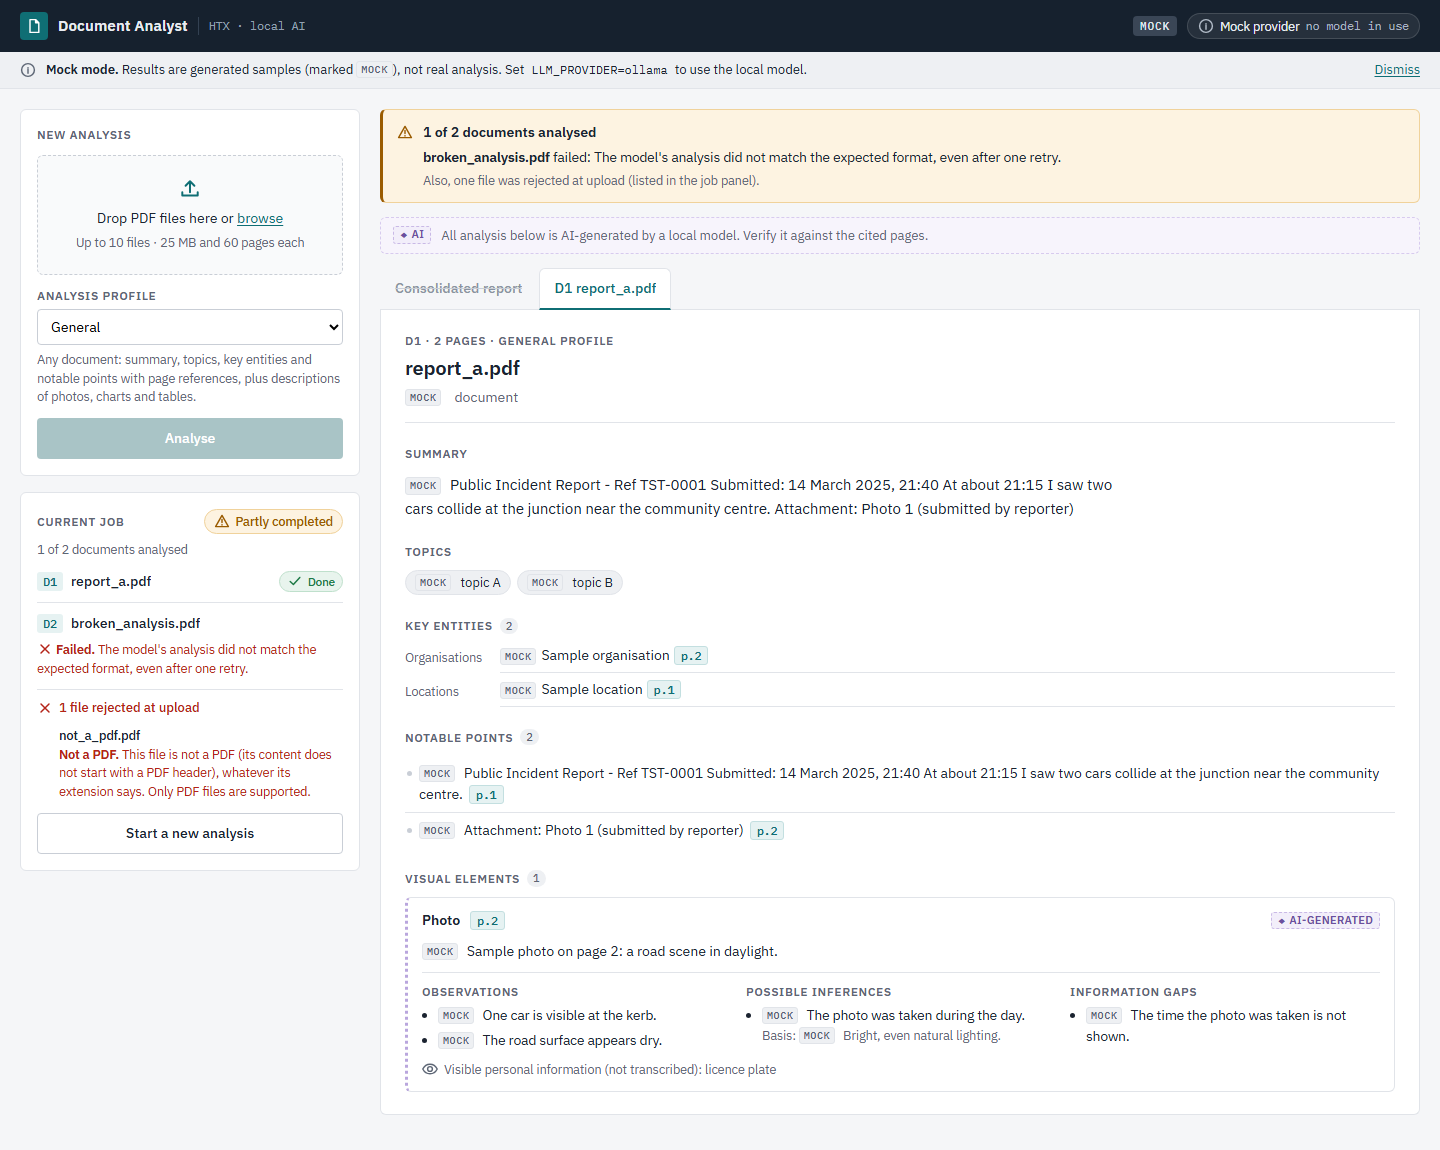 Document Analyst
HTX · local AI
MOCK
Mock provider no model in use
Mock mode. Results are generated samples (marked MOCK), not real analysis. Set LLM_PROVIDER=ollama to use the local model.
Dismiss
NEW ANALYSIS
Drop PDF files here or browse
Up to 10 files · 25 MB and 60 pages each
ANALYSIS PROFILE
General
Any document: summary, topics, key entities and
notable points with page references, plus descriptions
of photos, charts and tables.
Analyse
CURRENT JOB
Partly completed
1 of 2 documents analysed
D1 report_a.pdf
Done
D2 broken_analysis.pdf
Failed. The model's analysis did not match the
expected format, even after one retry.
1 file rejected at upload
not_a_pdf.pdf
Not a PDF. This file is not a PDF (its content does
not start with a PDF header), whatever its
extension says. Only PDF files are supported.
Start a new analysis
1 of 2 documents analysed
broken_analysis.pdf failed: The model's analysis did not match the expected format, even after one retry.
Also, one file was rejected at upload (listed in the job panel).
AI
All analysis below is AI-generated by a local model. Verify it against the cited pages.
Consolidated report
D1 report_a.pdf
D1 · 2 PAGES · GENERAL PROFILE
report_a.pdf
MOCK document
SUMMARY
MOCK Public Incident Report - Ref TST-0001 Submitted: 14 March 2025, 21:40 At about 21:15 I saw two
cars collide at the junction near the community centre. Attachment: Photo 1 (submitted by reporter)
TOPICS
MOCK topic A
MOCK topic B
KEY ENTITIES 2
Organisations
MOCK Sample organisation p.2
Locations
MOCK Sample location p.1
NOTABLE POINTS 2
MOCK Public Incident Report - Ref TST-0001 Submitted: 14 March 2025, 21:40 At about 21:15 I saw two cars collide at the junction near the community
centre. p.1
MOCK Attachment: Photo 1 (submitted by reporter) p.2
VISUAL ELEMENTS 1
Photo p.2
AI-GENERATED
MOCK Sample photo on page 2: a road scene in daylight.
OBSERVATIONS
MOCK One car is visible at the kerb.
MOCK The road surface appears dry.
POSSIBLE INFERENCES
MOCK The photo was taken during the day.
Basis: MOCK Bright, even natural lighting.
INFORMATION GAPS
MOCK The time the photo was taken is not
shown.
Visible personal information (not transcribed): licence plate